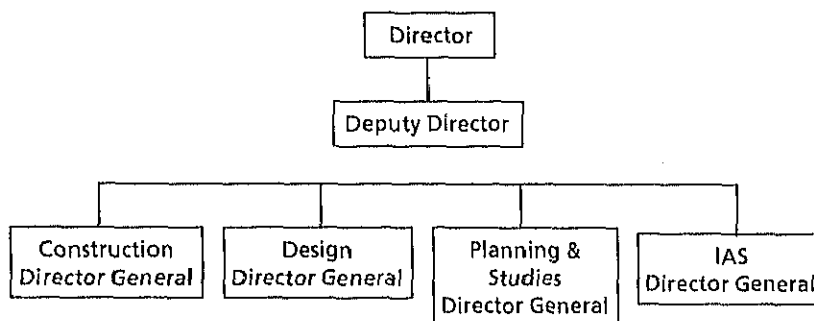 Director
Deputy Director
Construction
Director General
Design
Director General
Planning &
Studies
Director General
IAS
Director General